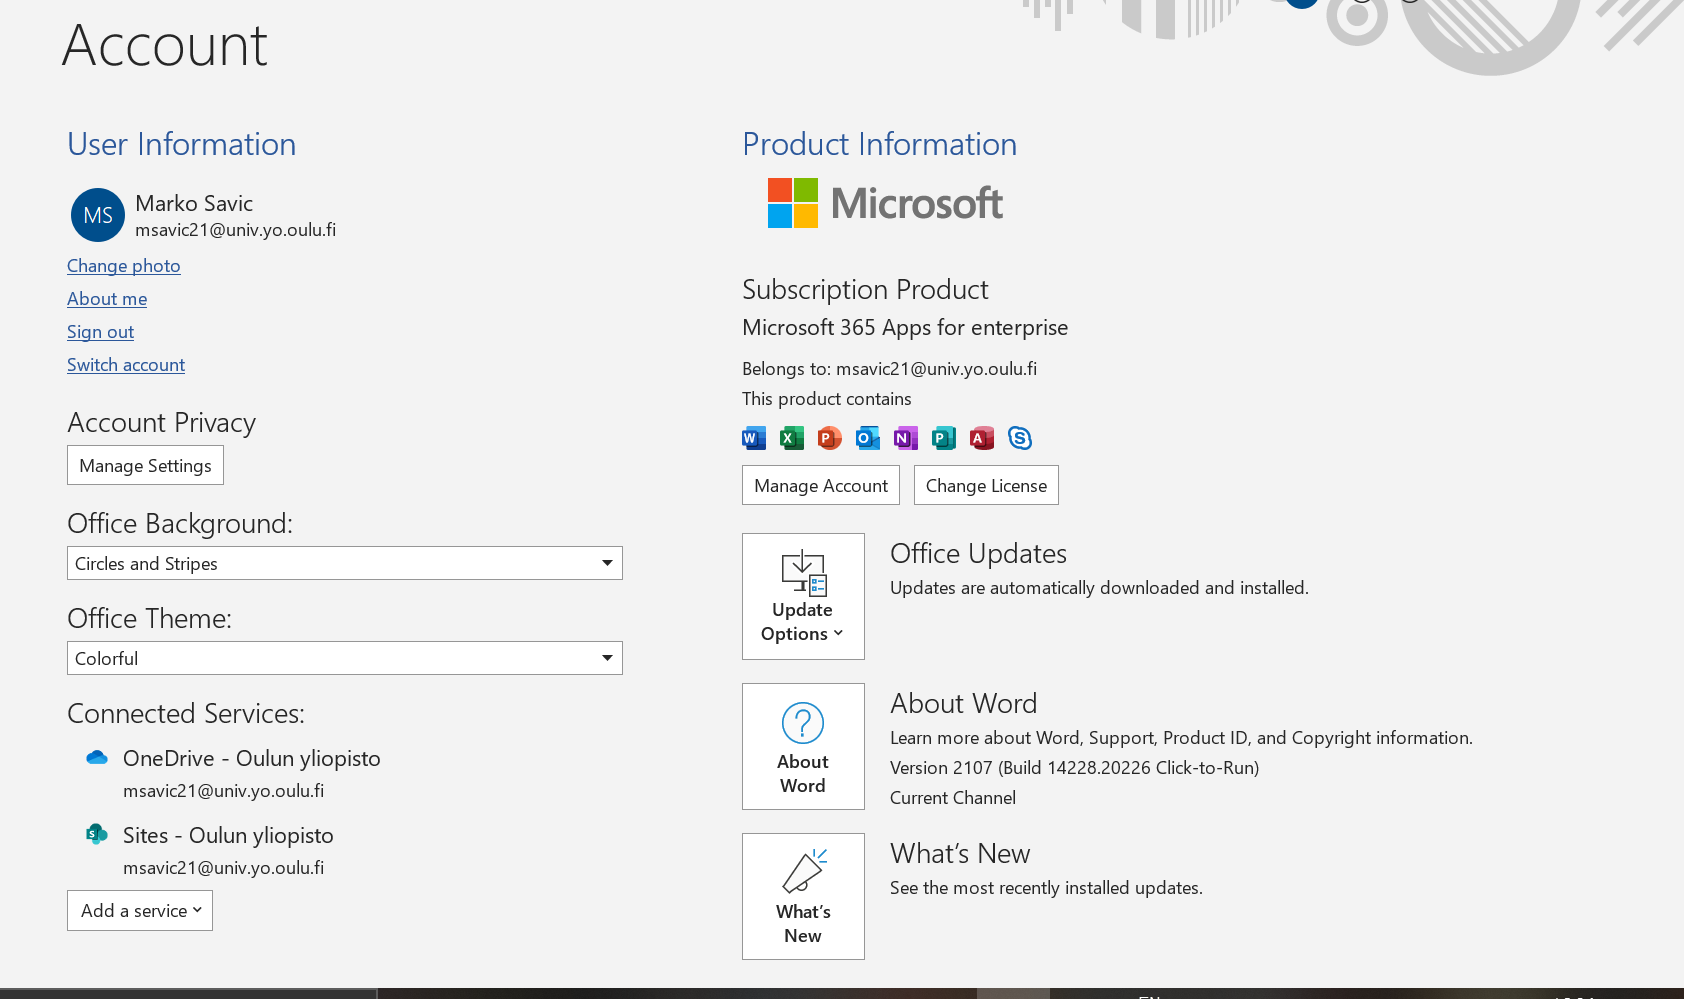 Account
User Information
MS
Marko Savic
msavic21@univ.yo.oulu.fi
Change photo
About me
Sign out
Switch account
Account Privacy
Manage Settings
Office Background:
Circles and Stripes
Office Theme:
Colorful
Connected Services:
OneDrive - Oulun yliopisto
msavic21@univ.yo.oulu.fi
S
Sites - Oulun yliopisto
msavic21@univ.yo.oulu.fi
Add a service
Product Information
Microsoft
Subscription Product
Microsoft 365 Apps for enterprise
Belongs to: msavic21@univ.yo.oulu.fi
This product contains
W X P O N P A S
Manage Account
Change License
Update
Options
Office Updates
Updates are automatically downloaded and installed.
About
Word
About Word
Learn more about Word, Support, Product ID, and Copyright information.
Version 2107 (Build 14228.20226 Click-to-Run)
Current Channel
What's
New
What's New
See the most recently installed updates.